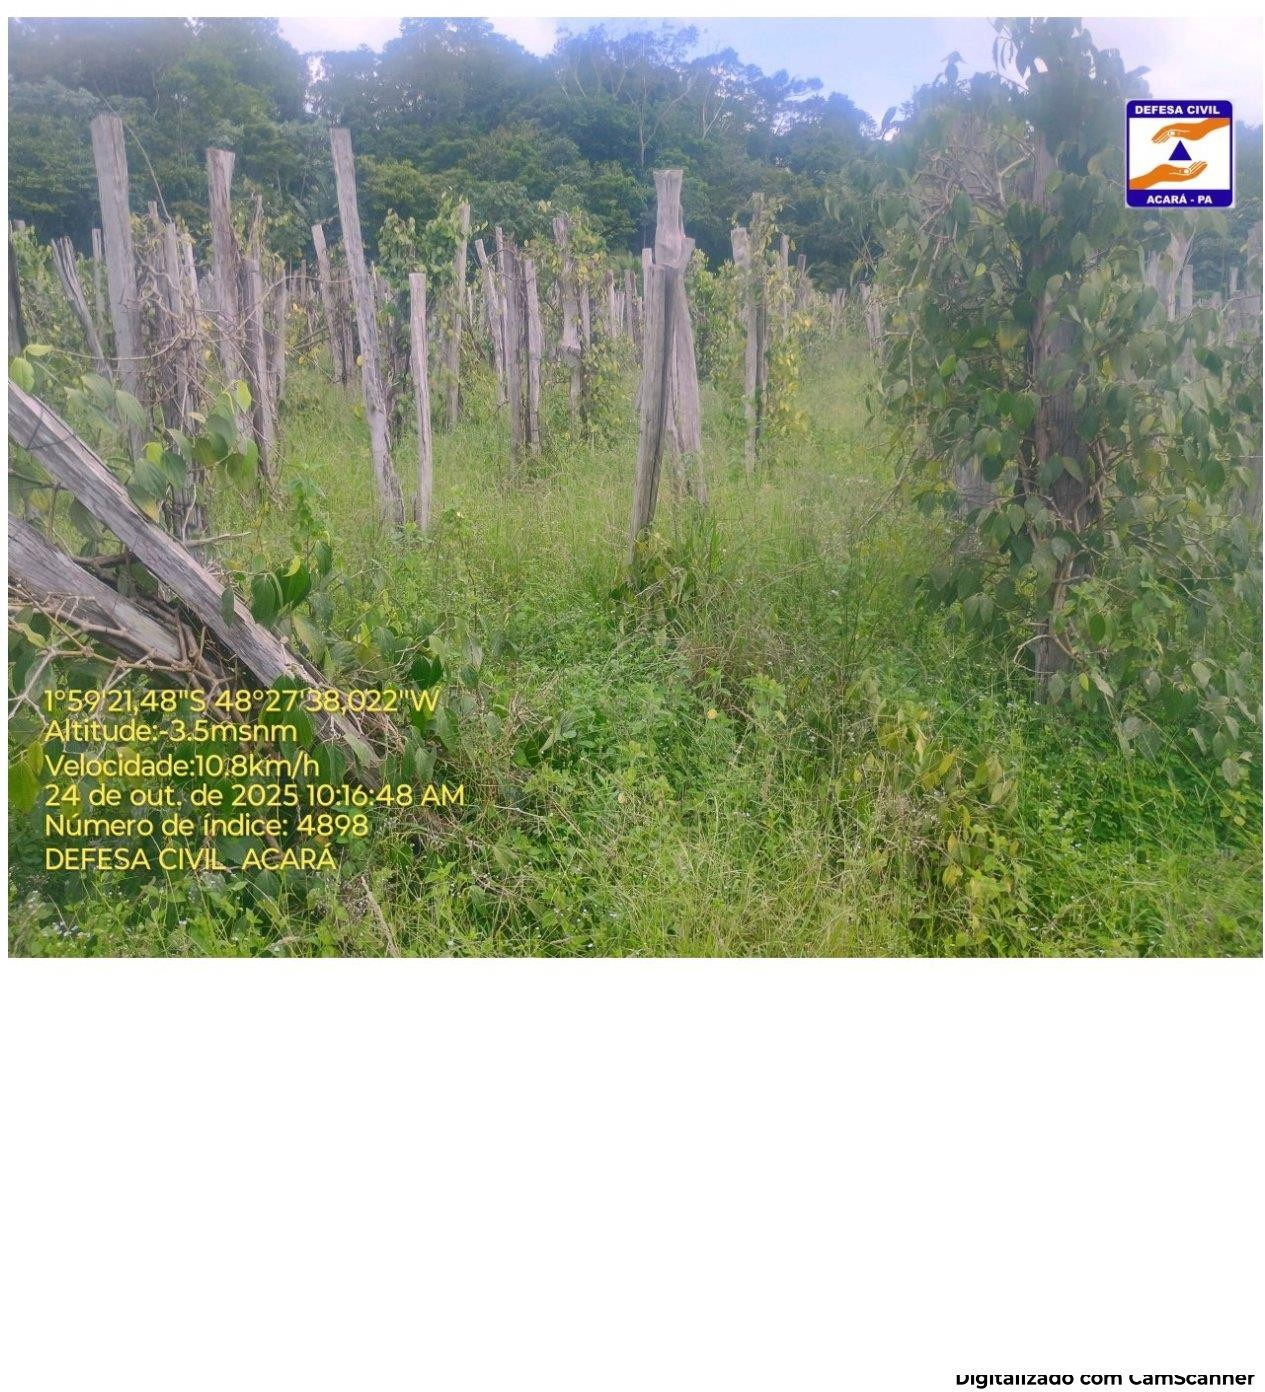 DEFESA CIVIL
ACARÁ - PA
1°59'21,48"S 48°27'38,022"W
Altitude:-3.5msnm
Velocidade:10.8km/h
24 de out. de 2025 10:16:48 AM
Número de índice: 4898
DEFESA CIVIL ACARÁ
Digitalizado com CamScanner